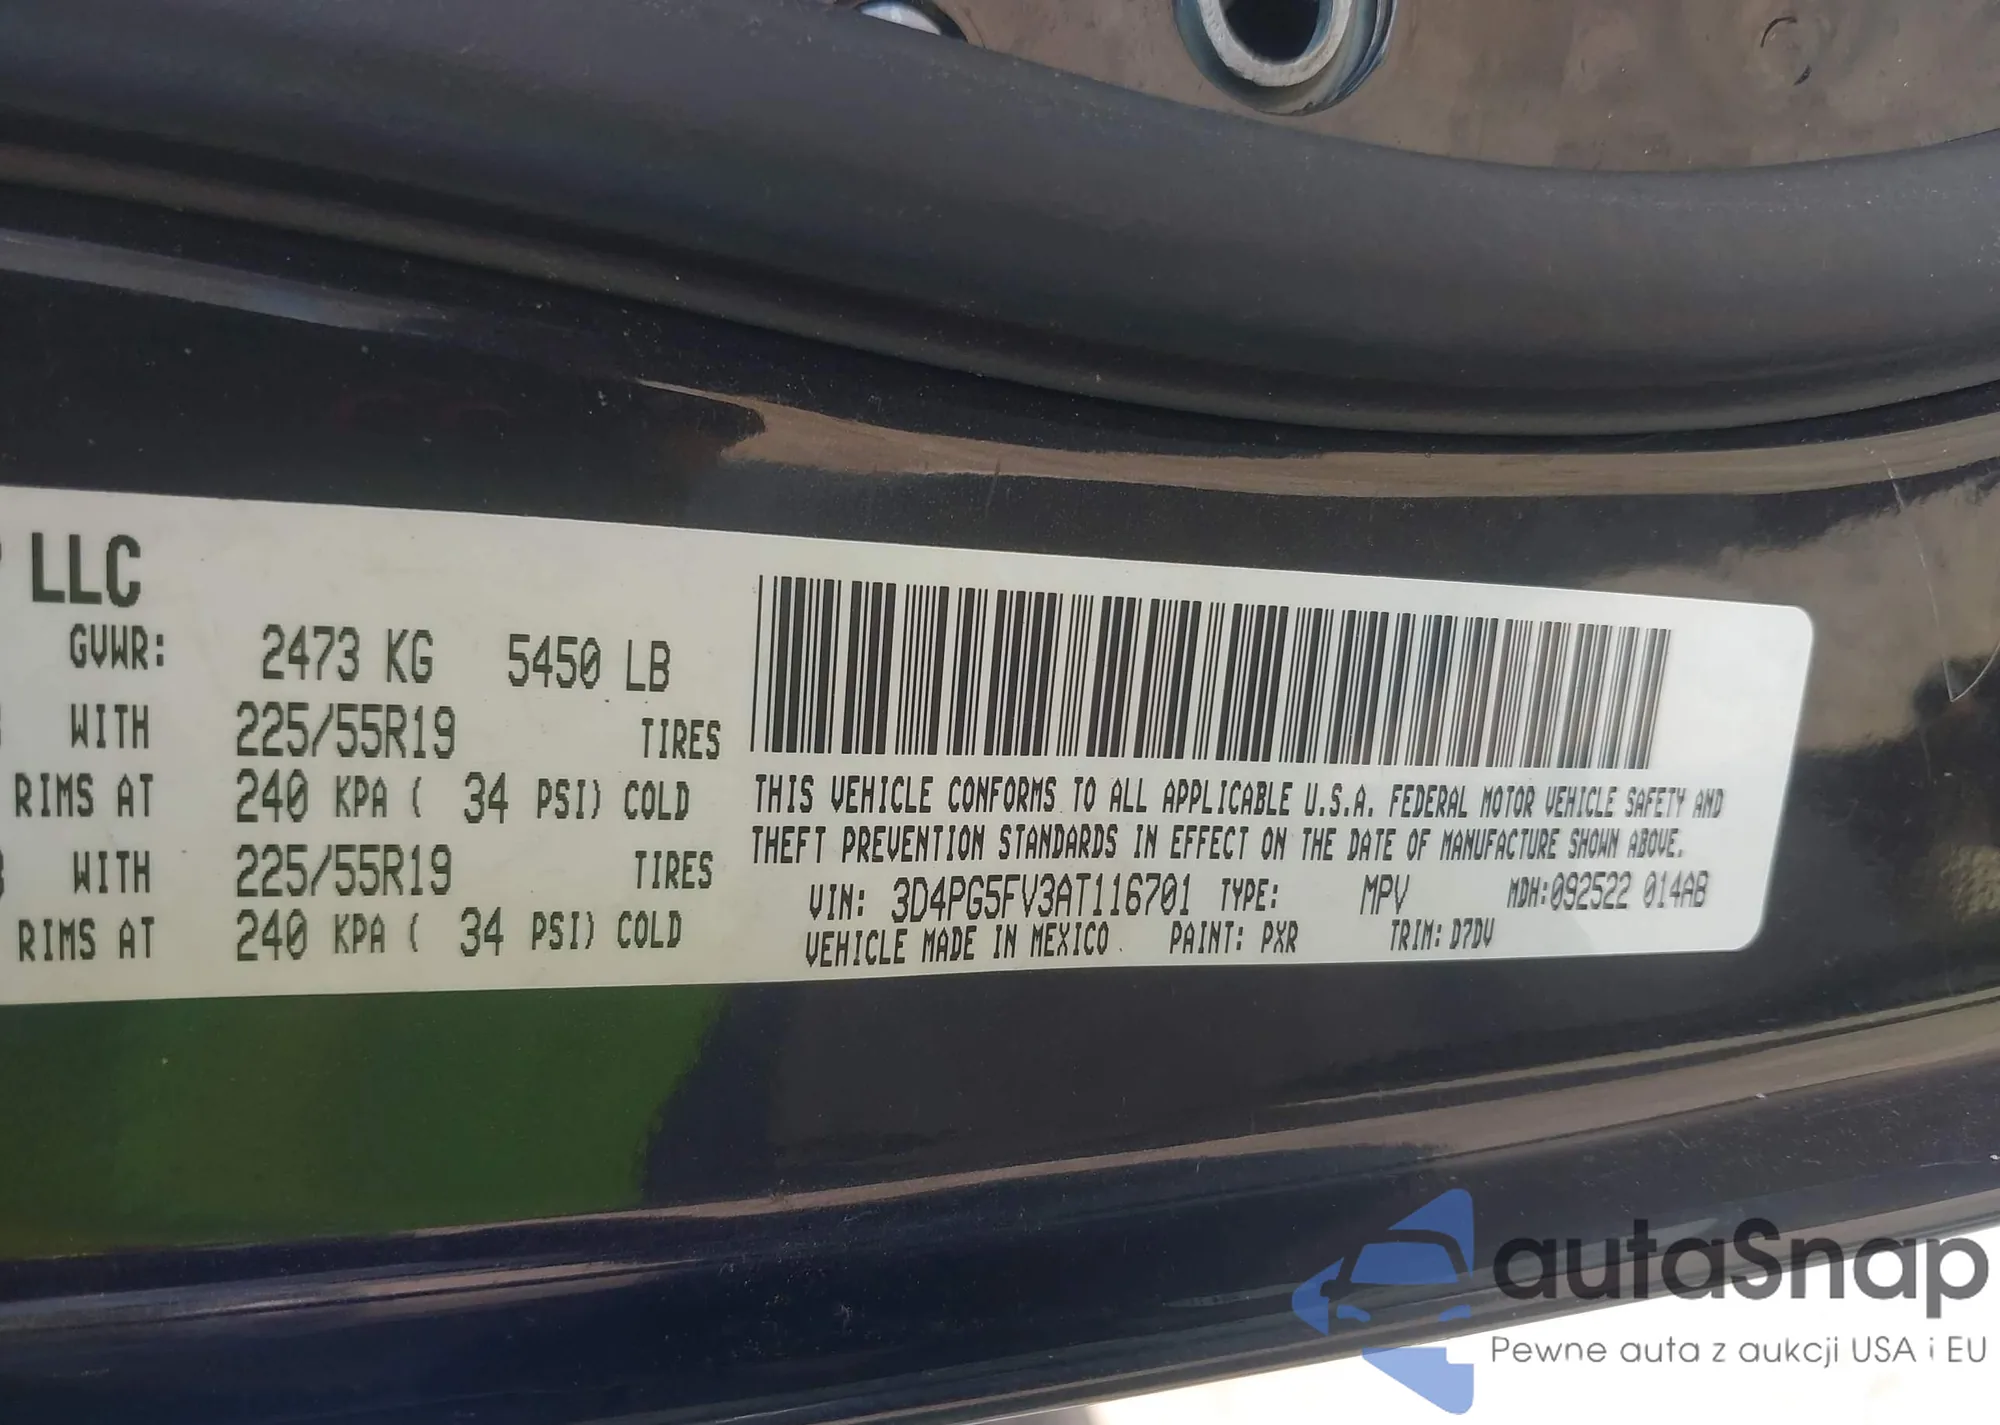 LLC
GVWR: 2473 KG 5450 LB
WITH 225/55R19 TIRES
RIMS AT 240 KPA ( 34 PSI) COLD
WITH 225/55R19 TIRES
RIMS AT 240 KPA ( 34 PSI) COLD
THIS VEHICLE CONFORMS TO ALL APPLICABLE U.S.A. FEDERAL MOTOR VEHICLE SAFETY AND
THEFT PREVENTION STANDARDS IN EFFECT ON THE DATE OF MANUFACTURE SHOWN ABOVE.
VIN: 3D4PG5FV3AT116701 TYPE: MPV MDH:092522 014AB
VEHICLE MADE IN MEXICO PAINT: PXR TRIM: D7DV
autaSnap
Pewne auta z aukcji USA i EU